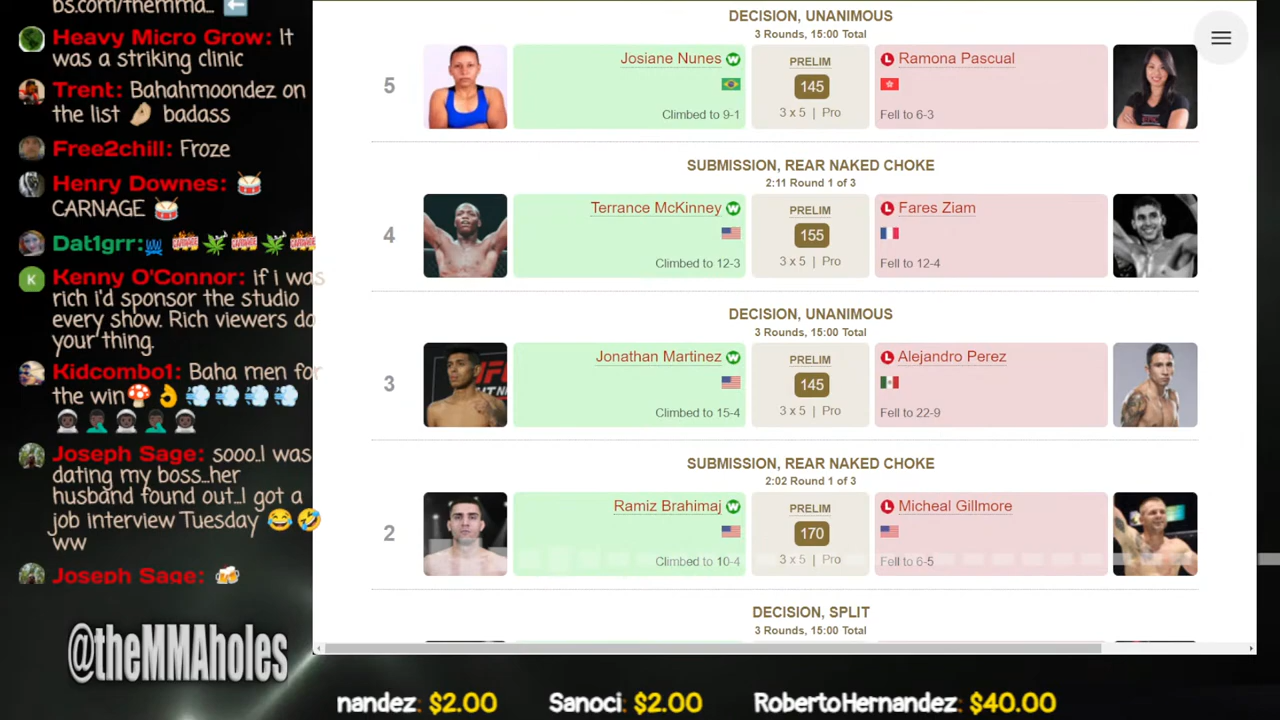 bs.com/themma... ⬅
Heavy Micro Grow: It
was a striking clinic
Trent: Bahahmoondez on
the list 🤌🏻 badass
Free2chill: Froze
Henry Downes: 🥁
CARNAGE 🥁
Dat1grr:
K Kenny O'Connor: if i was
rich i'd sponsor the studio
every show. Rich viewers do
your thing.
Kidcombo1: Baha men for
the win🍄👌💨💨💨💨
Joseph Sage: sooo..I was
dating my boss...her
husband found out...I got a
job interview Tuesday 😂🤣
ww
Joseph Sage: 🍻
@theMMAholes
DECISION, UNANIMOUS
3 Rounds, 15:00 Total
5
Josiane Nunes W
Climbed to 9-1
PRELIM
145
3 x 5 | Pro
L Ramona Pascual
Fell to 6-3
SUBMISSION, REAR NAKED CHOKE
2:11 Round 1 of 3
4
Terrance McKinney W
Climbed to 12-3
PRELIM
155
3 x 5 | Pro
L Fares Ziam
Fell to 12-4
DECISION, UNANIMOUS
3 Rounds, 15:00 Total
3
Jonathan Martinez W
Climbed to 15-4
PRELIM
145
3 x 5 | Pro
L Alejandro Perez
Fell to 22-9
SUBMISSION, REAR NAKED CHOKE
2:02 Round 1 of 3
2
Ramiz Brahimaj W
Climbed to 10-4
PRELIM
170
3 x 5 | Pro
L Micheal Gillmore
Fell to 6-5
DECISION, SPLIT
3 Rounds, 15:00 Total
nandez: $2.00 Sanoci: $2.00 RobertoHernandez: $40.00